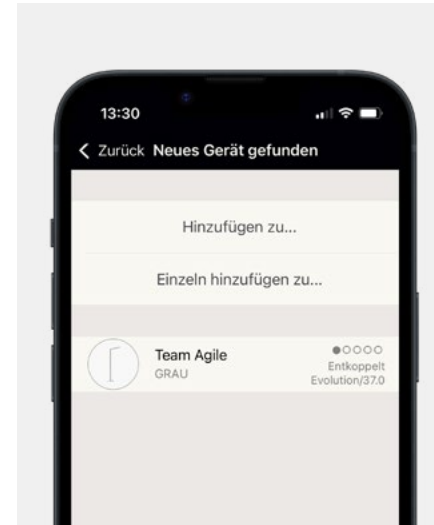 13:30
Zurück Neues Gerät gefunden
Hinzufügen zu...
Einzeln hinzufügen zu...
Team Agile
GRAU
Entkoppelt
Evolution/37.0